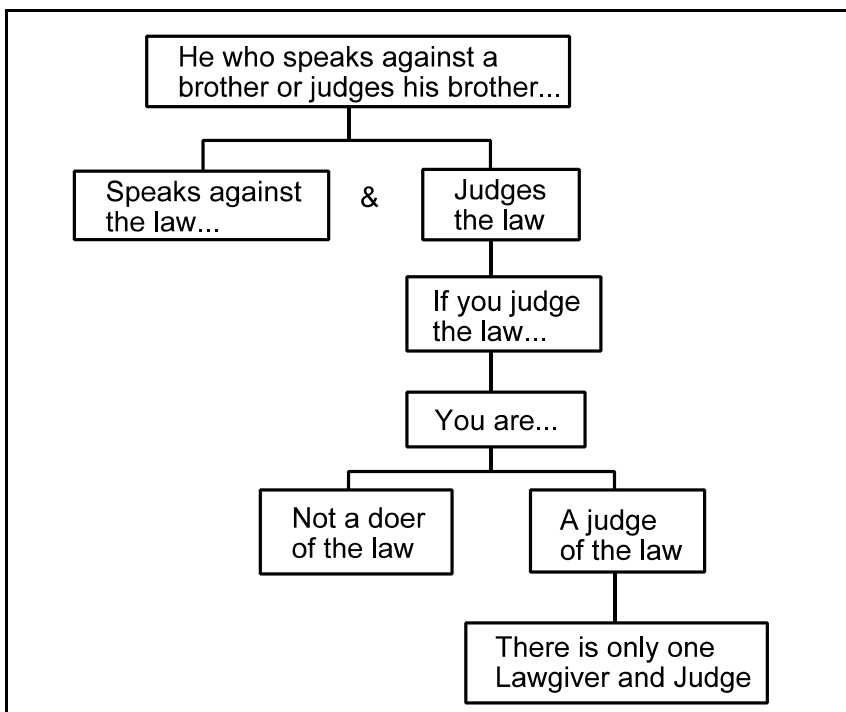 He who speaks against a
brother or judges his brother...
Speaks against
the law...
&
Judges
the law
If you judge
the law...
You are...
Not a doer
of the law
A judge
of the law
There is only one
Lawgiver and Judge